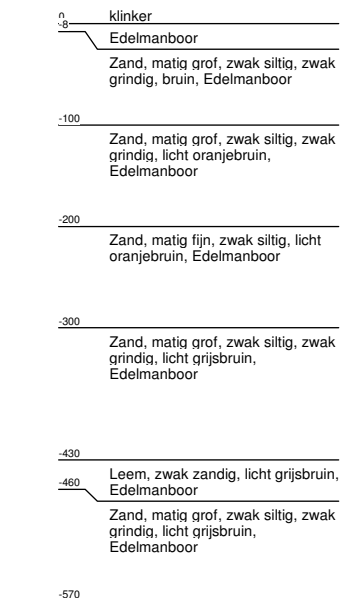 0
klinker
-8
Edelmanboor
Zand, matig grof, zwak siltig, zwak
grindig, bruin, Edelmanboor
-100
Zand, matig grof, zwak siltig, zwak
grindig, licht oranjebruin,
Edelmanboor
-200
Zand, matig fijn, zwak siltig, licht
oranjebruin, Edelmanboor
-300
Zand, matig grof, zwak siltig, zwak
grindig, licht grijsbruin,
Edelmanboor
-430
Leem, zwak zandig, licht grijsbruin,
-460
Edelmanboor
Zand, matig grof, zwak siltig, zwak
grindig, licht grijsbruin,
Edelmanboor
-570